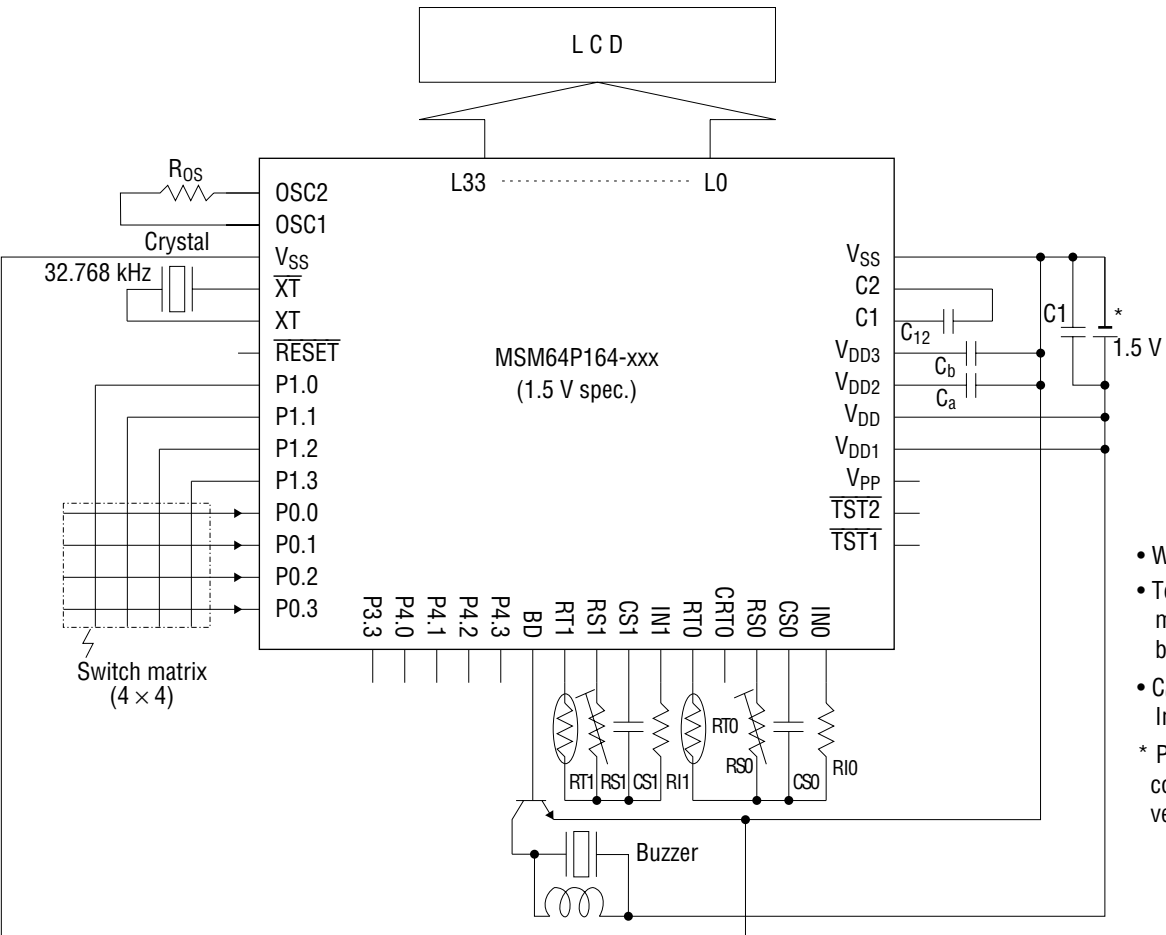 L C D
L33 ································ L0
ROS
OSC2
OSC1
Crystal
32.768 kHz
VSS
XT
XT
RESET
P1.0
P1.1
P1.2
P1.3
P0.0
P0.1
P0.2
P0.3
Switch matrix
(4 × 4)
MSM64P164-xxx
(1.5 V spec.)
VSS
C2
C1
VDD3
VDD2
VDD
VDD1
VPP
TST2
TST1
C12
Cb
Ca
C1
*
1.5 V
P3.3
P4.0
P4.1
P4.2
P4.3
BD
RT1
RS1
CS1
IN1
RT0
CRT0
RS0
CS0
IN0
RT1
RS1
CS1
RI1
RT0
RS0
CS0
RI0
Buzzer
• W
• T
m
b
• C
I
* P
co
ve